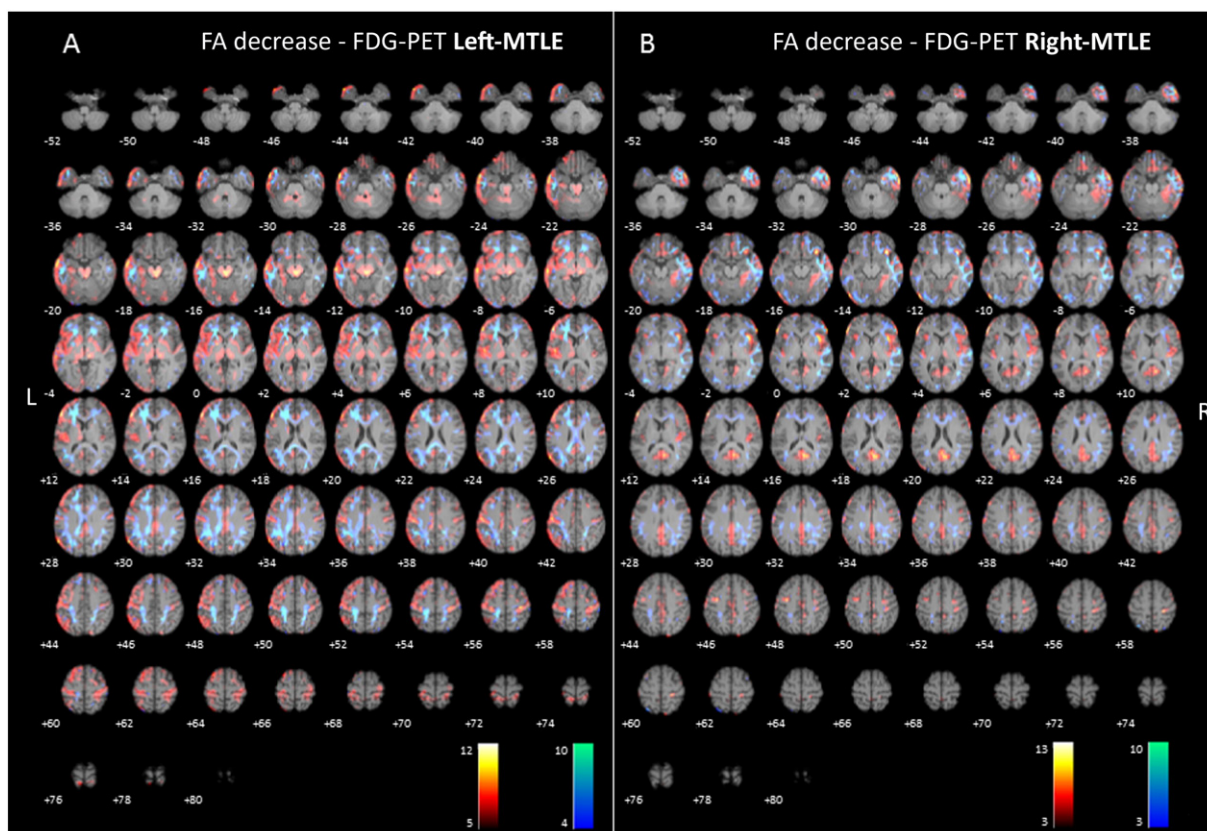 A FA decrease - FDG-PET Left-MTLE
-52 -50 -48 -46 -44 -42 -40 -38
-36 -34 -32 -30 -28 -26 -24 -22
-20 -18 -16 -14 -12 -10 -8 -6
-4 -2 0 +2 +4 +6 +8 +10
L
+12 +14 +16 +18 +20 +22 +24 +26
+28 +30 +32 +34 +36 +38 +40 +42
+44 +46 +48 +50 +52 +54 +56 +58
+60 +62 +64 +66 +68 +70 +72 +74
+76 +78 +80
12 10
5 4
B FA decrease - FDG-PET Right-MTLE
-52 -50 -48 -46 -44 -42 -40 -38
-36 -34 -32 -30 -28 -26 -24 -22
-20 -18 -16 -14 -12 -10 -8 -6
-4 -2 0 +2 +4 +6 +8 +10
R
+12 +14 +16 +18 +20 +22 +24 +26
+28 +30 +32 +34 +36 +38 +40 +42
+44 +46 +48 +50 +52 +54 +56 +58
+60 +62 +64 +66 +68 +70 +72 +74
+76 +78 +80
13 10
3 3